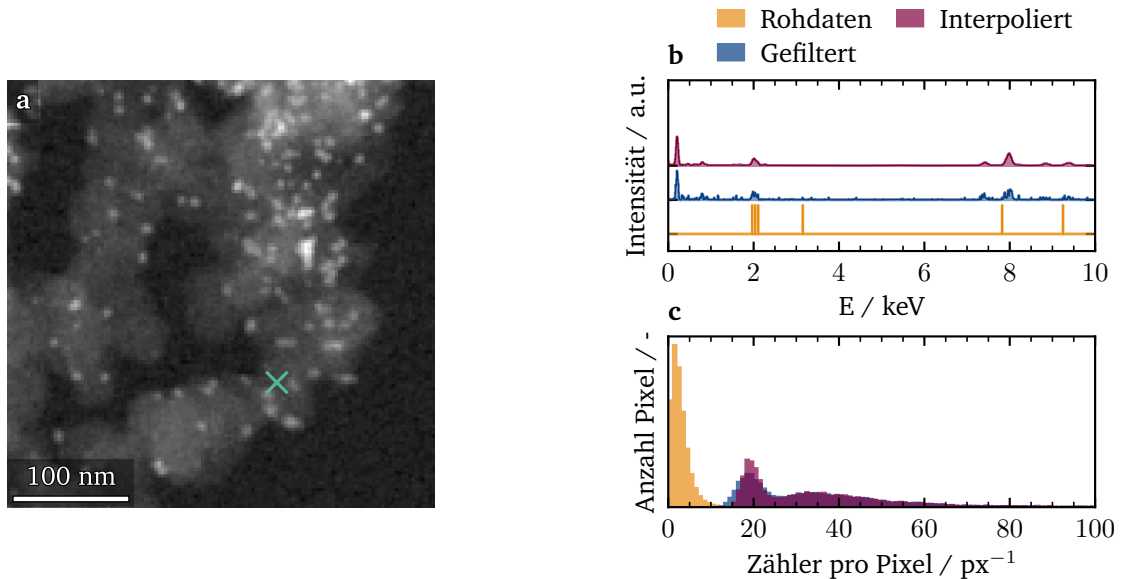 a
100 nm
Rohdaten
Interpoliert
Gefiltert
b
Intensität / a.u.
0 2 4 6 8 10
E / keV
c
Anzahl Pixel / -
0 20 40 60 80 100
Zähler pro Pixel / px⁻¹